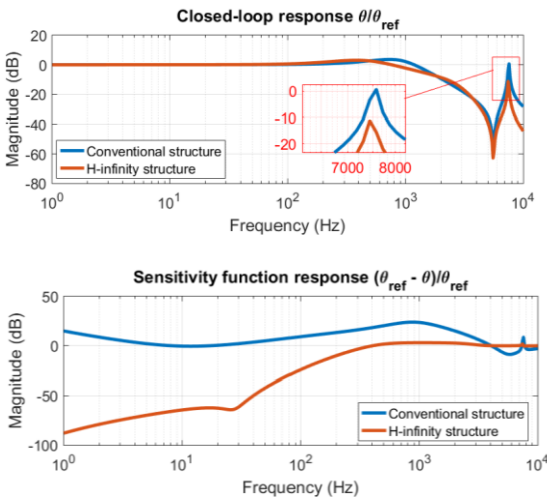 Closed-loop response θ/θref
Magnitude (dB)
20
0
-20
-40
-60
-80
0
-10
-20
7000 8000
Conventional structure
H-infinity structure
10^0 10^1 10^2 10^3 10^4
Frequency (Hz)
Sensitivity function response (θref - θ)/θref
Magnitude (dB)
50
0
-50
-100
Conventional structure
H-infinity structure
10^0 10^1 10^2 10^3 10^4
Frequency (Hz)